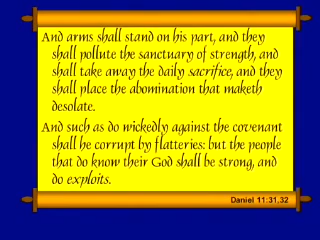 And arms shall stand on his part, and they
shall pollute the sanctuary of strength, and
shall take away the daily sacrifice, and they
shall place the abomination that maketh
desolate.
And such as do wickedly against the covenant
shall he corrupt by flatteries: but the people
that do know their God shall be strong, and
do exploits.
Daniel 11:31,32